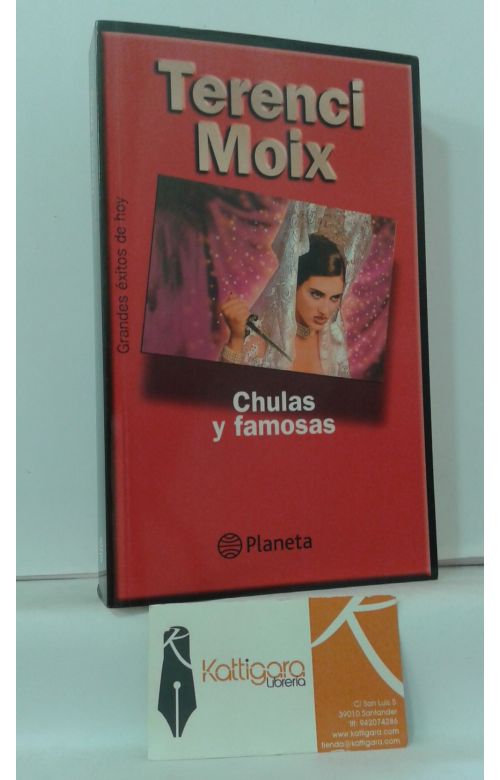 Terenci
Moix
Grandes éxitos de hoy
Chulas
y famosas
Planeta
Kattigara
Librería
C/ San Luis 5
39010 Santander
tlf: 942074286
www.kattigara.com
tienda@kattigara.com